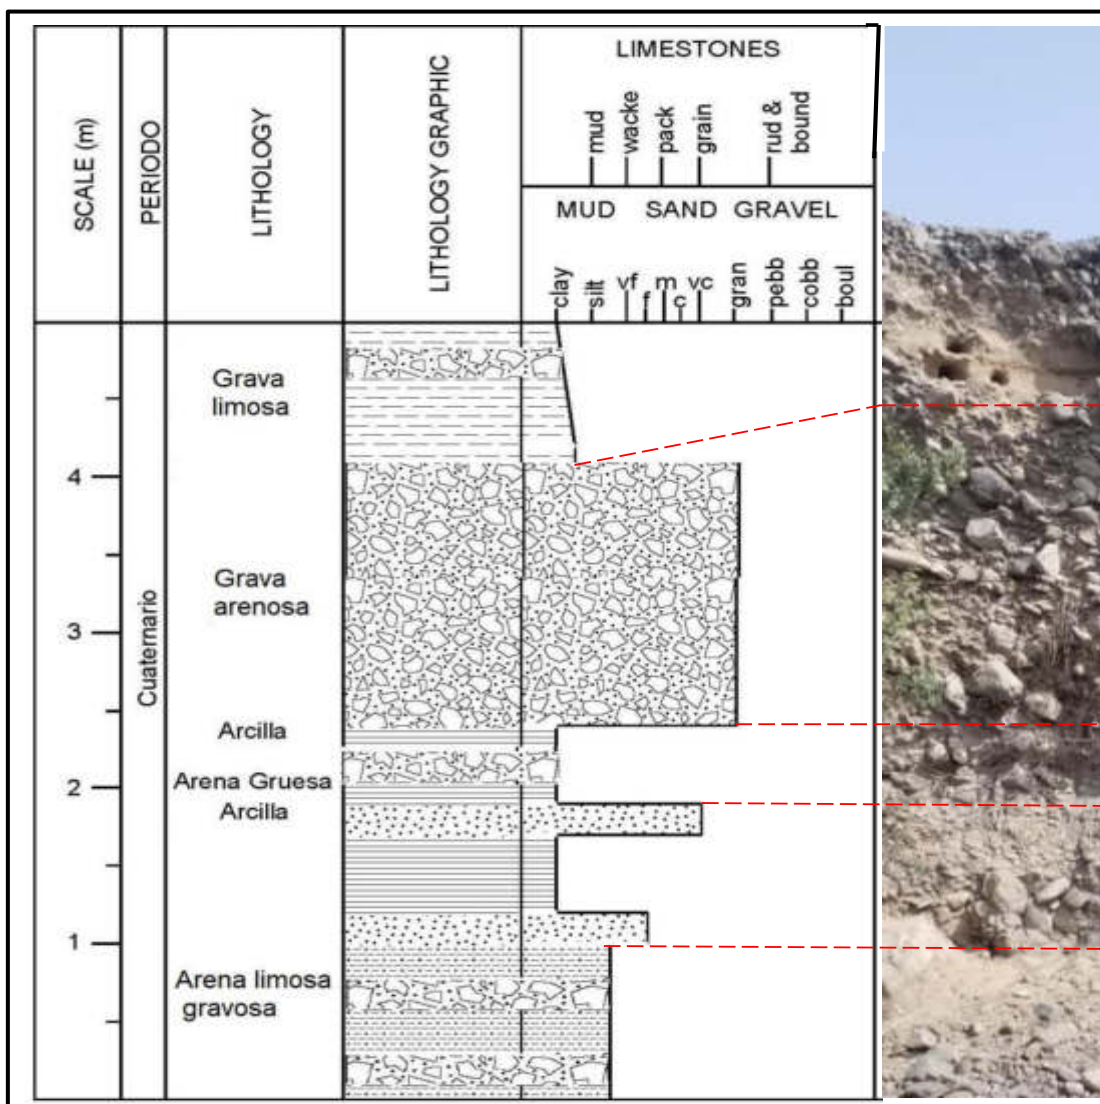 SCALE (m)
PERIODO
LITHOLOGY
LITHOLOGY GRAPHIC
LIMESTONES
mud
wacke
pack
grain
rud &
bound
MUD SAND GRAVEL
clay
silt
vf
f
m
c
vc
gran
pebb
cobb
boul
Grava
limosa
4
Grava
arenosa
3
Cuaternario
Arcilla
Arena Gruesa
2
Arcilla
1
Arena limosa
gravosa